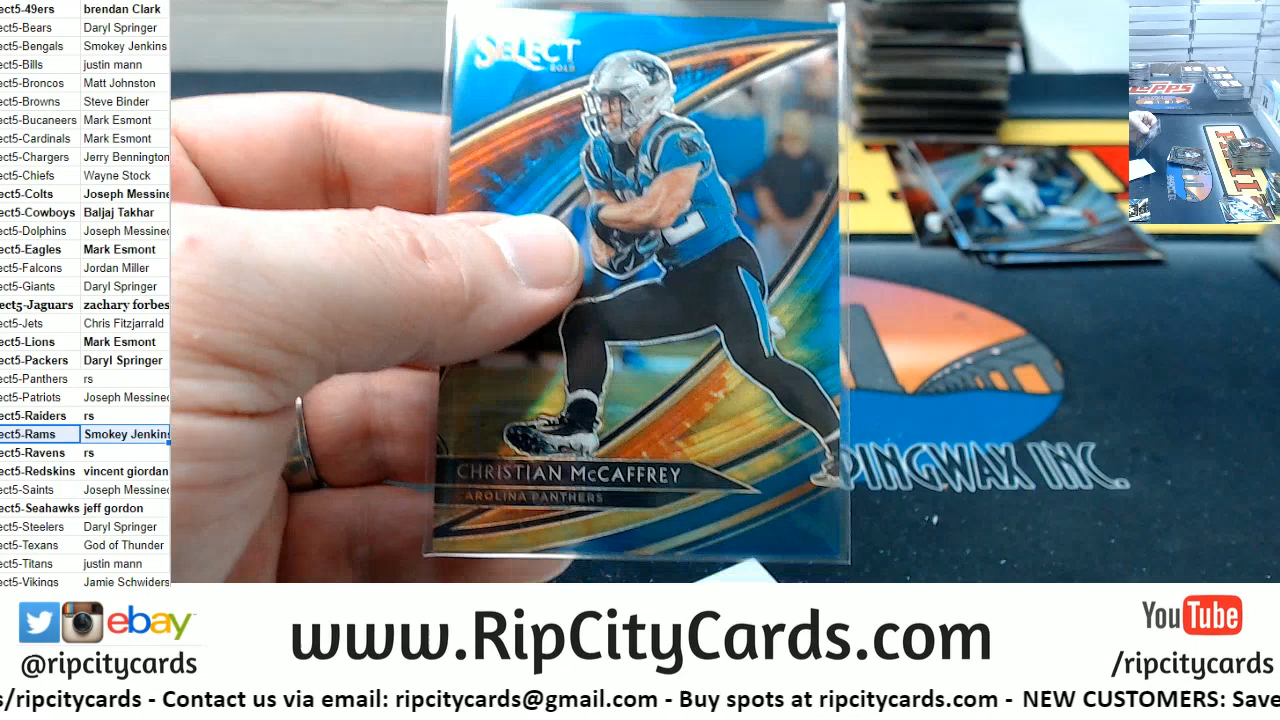 ect5-49ers brendan Clark
ect5-Bears Daryl Springer
ect5-Bengals Smokey Jenkins
ect5-Bills justin mann
ect5-Broncos Matt Johnston
ect5-Browns Steve Binder
ect5-Bucaneers Mark Esmont
ect5-Cardinals Mark Esmont
ect5-Chargers Jerry Bennington
ect5-Chiefs Wayne Stock
ect5-Colts Joseph Messine
ect5-Cowboys Baljaj Takhar
ect5-Dolphins Joseph Messine
ect5-Eagles Mark Esmont
ect5-Falcons Jordan Miller
ect5-Giants Daryl Springer
ect5-Jaguars zachary forbes
ect5-Jets Chris Fitzjarrald
ect5-Lions Mark Esmont
ect5-Packers Daryl Springer
ect5-Panthers rs
ect5-Patriots Joseph Messine
ect5-Raiders rs
ect5-Rams Smokey Jenkins
ect5-Ravens rs
ect5-Redskins vincent giordan
ect5-Saints Joseph Messine
ect5-Seahawks jeff gordon
ect5-Steelers Daryl Springer
ect5-Texans God of Thunder
ect5-Titans justin mann
ect5-Vikings Jamie Schwiders
SELECT
2019
CHRISTIAN McCAFFREY
CAROLINA PANTHERS
PINGWAX INC.
ebay
@ripcitycards
www.RipCityCards.com
YouTube
/ripcitycards
s/ripcitycards - Contact us via email: ripcitycards@gmail.com - Buy spots at ripcitycards.com - NEW CUSTOMERS: Save